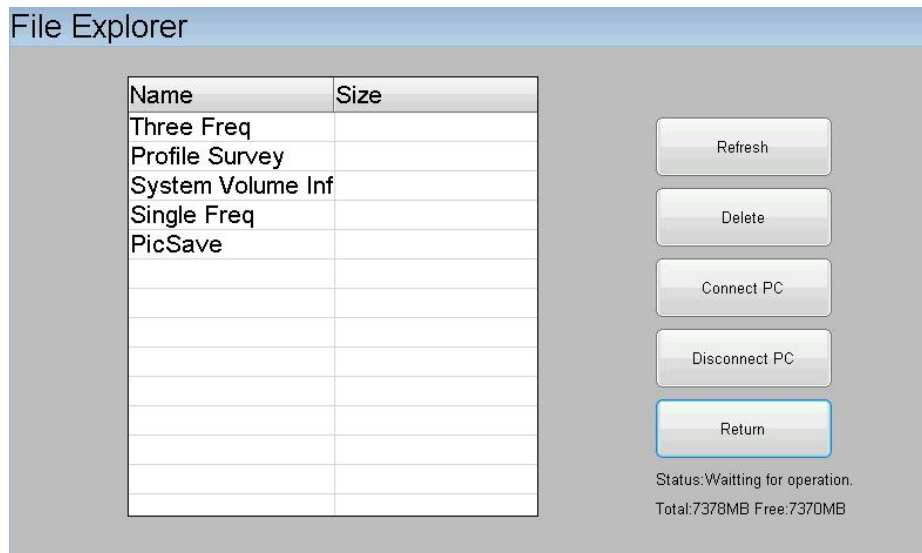 File Explorer
Name Size
Three Freq
Profile Survey
System Volume Inf
Single Freq
PicSave
Refresh
Delete
Connect PC
Disconnect PC
Return
Status:Waitting for operation.
Total:7378MB Free:7370MB